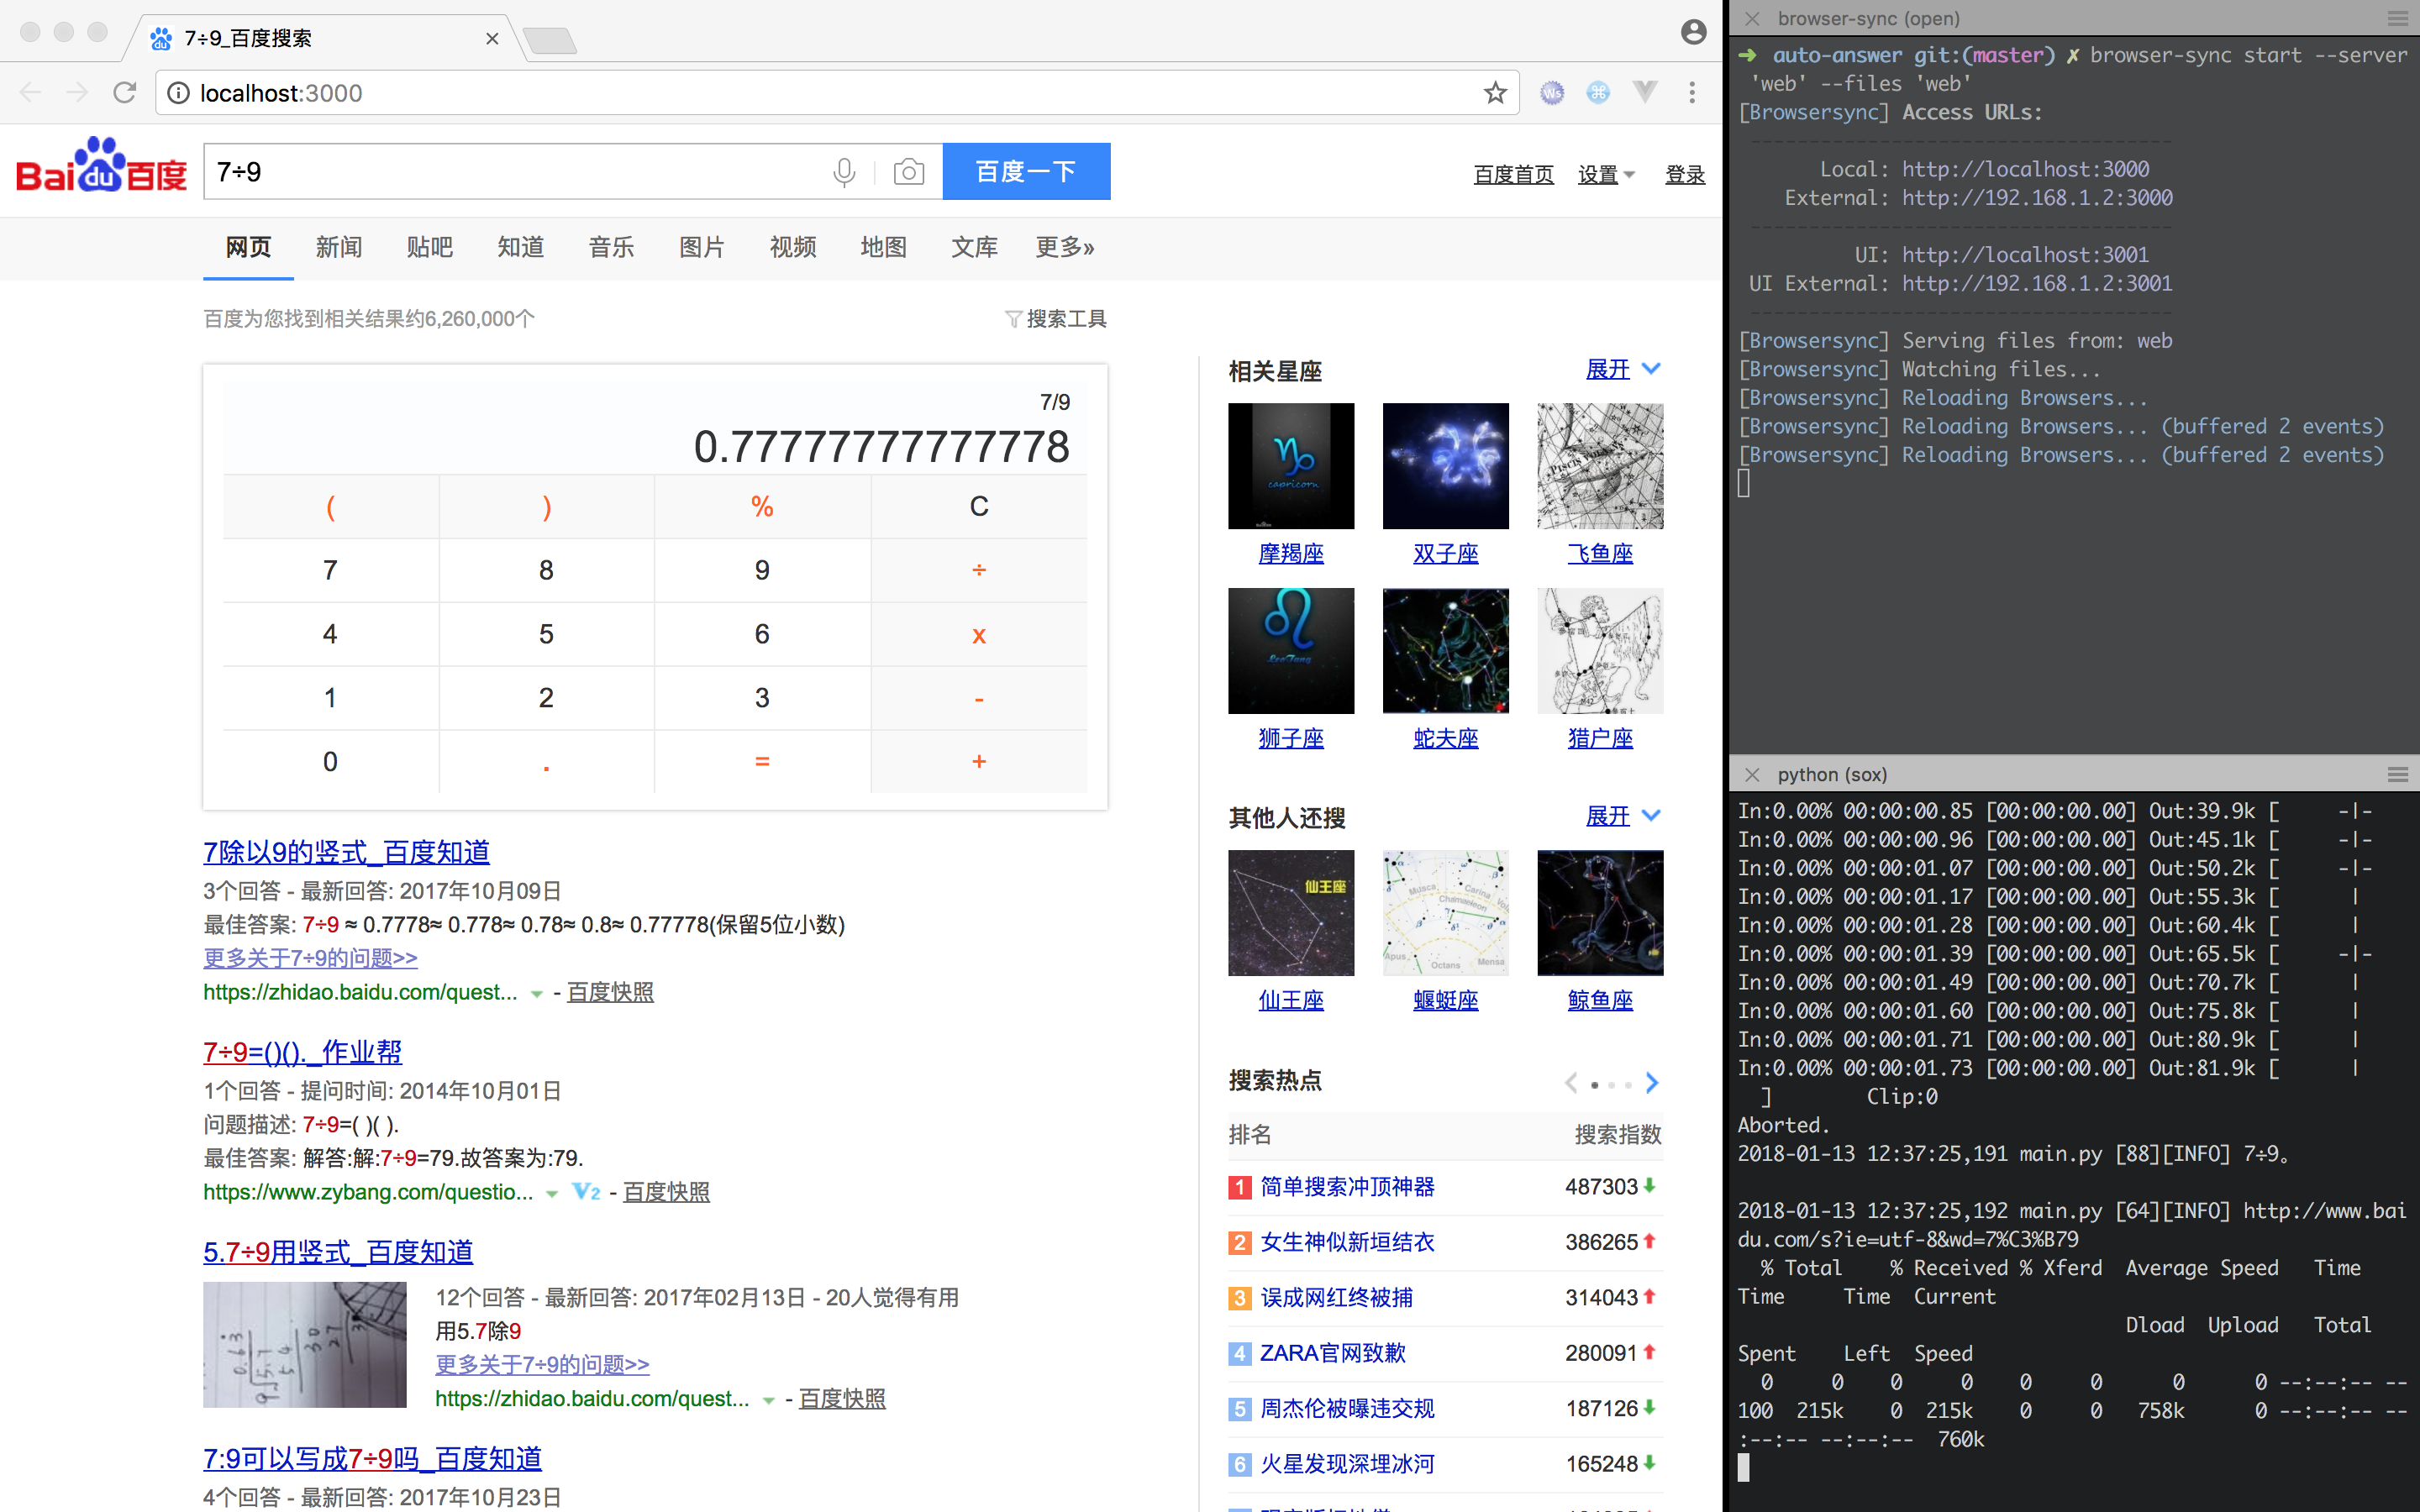 7÷9_百度搜索
localhost:3000
Bai du 百度
7÷9
百度一下
百度首页 设置 登录
网页 新闻 贴吧 知道 音乐 图片 视频 地图 文库 更多»
百度为您找到相关结果约6,260,000个
搜索工具
7/9
0.77777777777778
( ) % C
7 8 9 ÷
4 5 6 x
1 2 3 -
0 . = +
7除以9的竖式_百度知道
3个回答 - 最新回答: 2017年10月09日
最佳答案: 7÷9 ≈ 0.7778≈ 0.778≈ 0.78≈ 0.8≈ 0.77778(保留5位小数)
更多关于7÷9的问题>>
https://zhidao.baidu.com/quest... - 百度快照
7÷9=()()._作业帮
1个回答 - 提问时间: 2014年10月01日
问题描述: 7÷9=( )( ).
最佳答案: 解答:解:7÷9=79.故答案为:79.
https://www.zybang.com/questio... V2 - 百度快照
5.7÷9用竖式_百度知道
12个回答 - 最新回答: 2017年02月13日 - 20人觉得有用
用5.7除9
更多关于7÷9的问题>>
https://zhidao.baidu.com/quest... - 百度快照
7:9可以写成7÷9吗_百度知道
4个回答 - 最新回答: 2017年10月23日
相关星座 展开
capricorn
摩羯座 双子座 飞鱼座
狮子座 蛇夫座 猎户座
其他人还搜 展开
仙王座
Musca Carina
Chamaeleon
Apus Octans Mensa
仙王座 蝘蜓座 鲸鱼座
搜索热点
排名 搜索指数
1 简单搜索冲顶神器 487303
2 女生神似新垣结衣 386265
3 误成网红终被捕 314043
4 ZARA官网致歉 280091
5 周杰伦被曝违交规 187126
6 火星发现深埋冰河 165248
browser-sync (open)
➜ auto-answer git:(master) ✗ browser-sync start --server
'web' --files 'web'
[Browsersync] Access URLs:
------------------------------------
Local: http://localhost:3000
External: http://192.168.1.2:3000
------------------------------------
UI: http://localhost:3001
UI External: http://192.168.1.2:3001
------------------------------------
[Browsersync] Serving files from: web
[Browsersync] Watching files...
[Browsersync] Reloading Browsers...
[Browsersync] Reloading Browsers... (buffered 2 events)
[Browsersync] Reloading Browsers... (buffered 2 events)
python (sox)
In:0.00% 00:00:00.85 [00:00:00.00] Out:39.9k [     -|-
In:0.00% 00:00:00.96 [00:00:00.00] Out:45.1k [     -|-
In:0.00% 00:00:01.07 [00:00:00.00] Out:50.2k [     -|-
In:0.00% 00:00:01.17 [00:00:00.00] Out:55.3k [      |
In:0.00% 00:00:01.28 [00:00:00.00] Out:60.4k [      |
In:0.00% 00:00:01.39 [00:00:00.00] Out:65.5k [     -|-
In:0.00% 00:00:01.49 [00:00:00.00] Out:70.7k [      |
In:0.00% 00:00:01.60 [00:00:00.00] Out:75.8k [      |
In:0.00% 00:00:01.71 [00:00:00.00] Out:80.9k [      |
In:0.00% 00:00:01.73 [00:00:00.00] Out:81.9k [      |
] Clip:0
Aborted.
2018-01-13 12:37:25,191 main.py [88][INFO] 7÷9。
2018-01-13 12:37:25,192 main.py [64][INFO] http://www.bai
du.com/s?ie=utf-8&wd=7%C3%B79
% Total % Received % Xferd Average Speed Time
Time Time Current
Dload Upload Total
Spent Left Speed
0 0 0 0 0 0 0 0 --:--:-- --
100 215k 0 215k 0 0 758k 0 --:--:-- --
:--:-- --:--:-- 760k